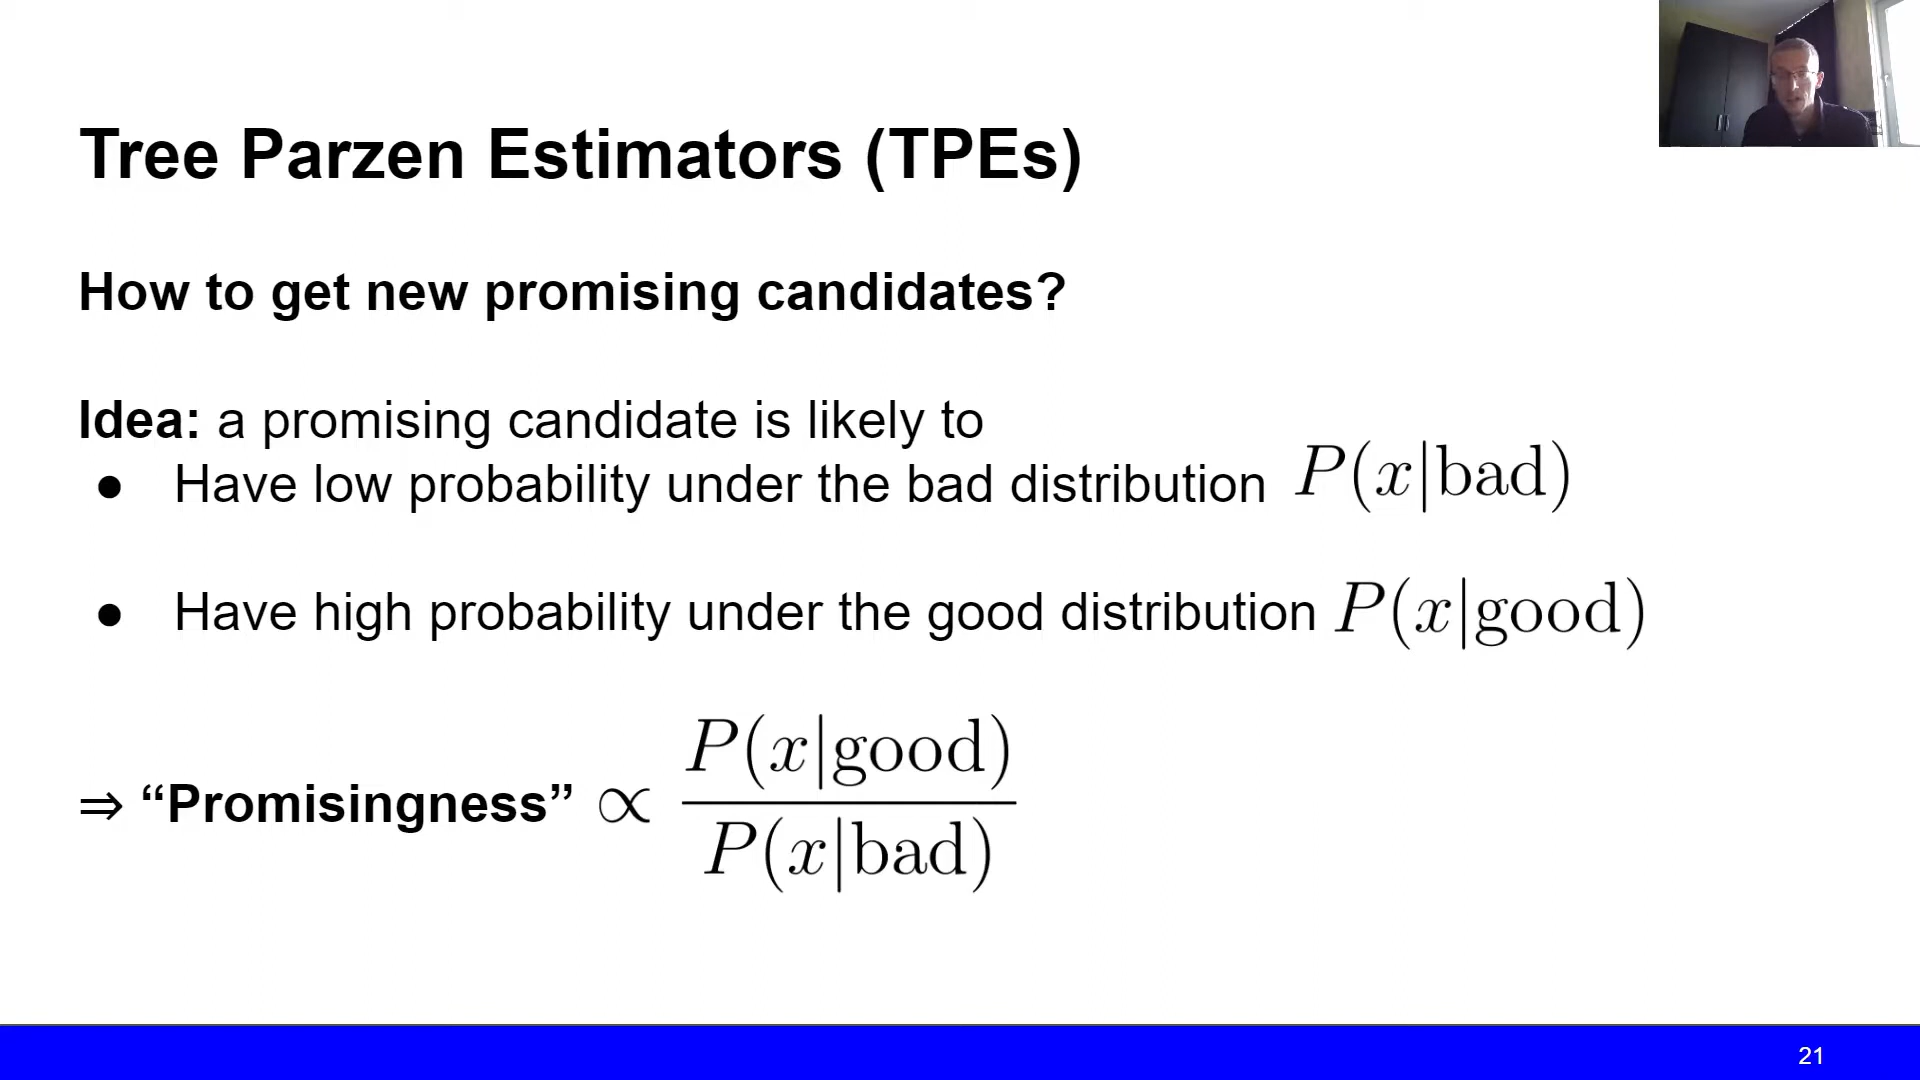 Tree Parzen Estimators (TPEs)
How to get new promising candidates?
Idea: a promising candidate is likely to
● Have low probability under the bad distribution P(x|bad)
● Have high probability under the good distribution P(x|good)
⇒ “Promisingness” ∝ P(x|good)
P(x|bad)
21